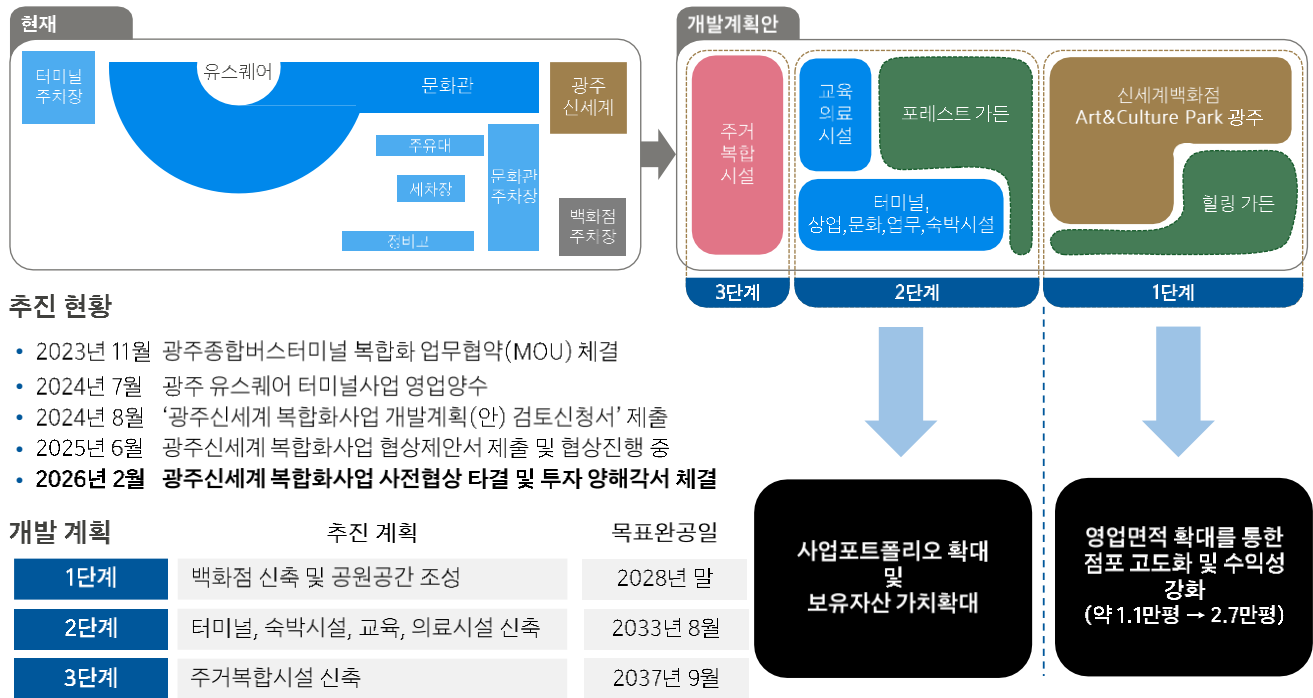 현재
터미널
주차장
유스퀘어
문화관
광주
신세계
주유대
세차장
문화관
주차장
정비고
백화점
주차장
개발계획안
주거
복합
시설
교육
의료
시설
포레스트 가든
터미널,
상업,문화,업무,숙박시설
신세계백화점
Art&Culture Park 광주
힐링 가든
3단계
2단계
1단계
추진 현황
• 2023년 11월 광주종합버스터미널 복합화 업무협약(MOU) 체결
• 2024년 7월 광주 유스퀘어 터미널사업 영업양수
• 2024년 8월 ‘광주신세계 복합화사업 개발계획(안) 검토신청서’ 제출
• 2025년 6월 광주신세계 복합화사업 협상제안서 제출 및 협상진행 중
• 2026년 2월 광주신세계 복합화사업 사전협상 타결 및 투자 양해각서 체결
개발 계획
추진 계획 목표완공일
1단계 백화점 신축 및 공원공간 조성 2028년 말
2단계 터미널, 숙박시설, 교육, 의료시설 신축 2033년 8월
3단계 주거복합시설 신축 2037년 9월
사업포트폴리오 확대
및
보유자산 가치확대
영업면적 확대를 통한
점포 고도화 및 수익성
강화
(약 1.1만평 → 2.7만평)